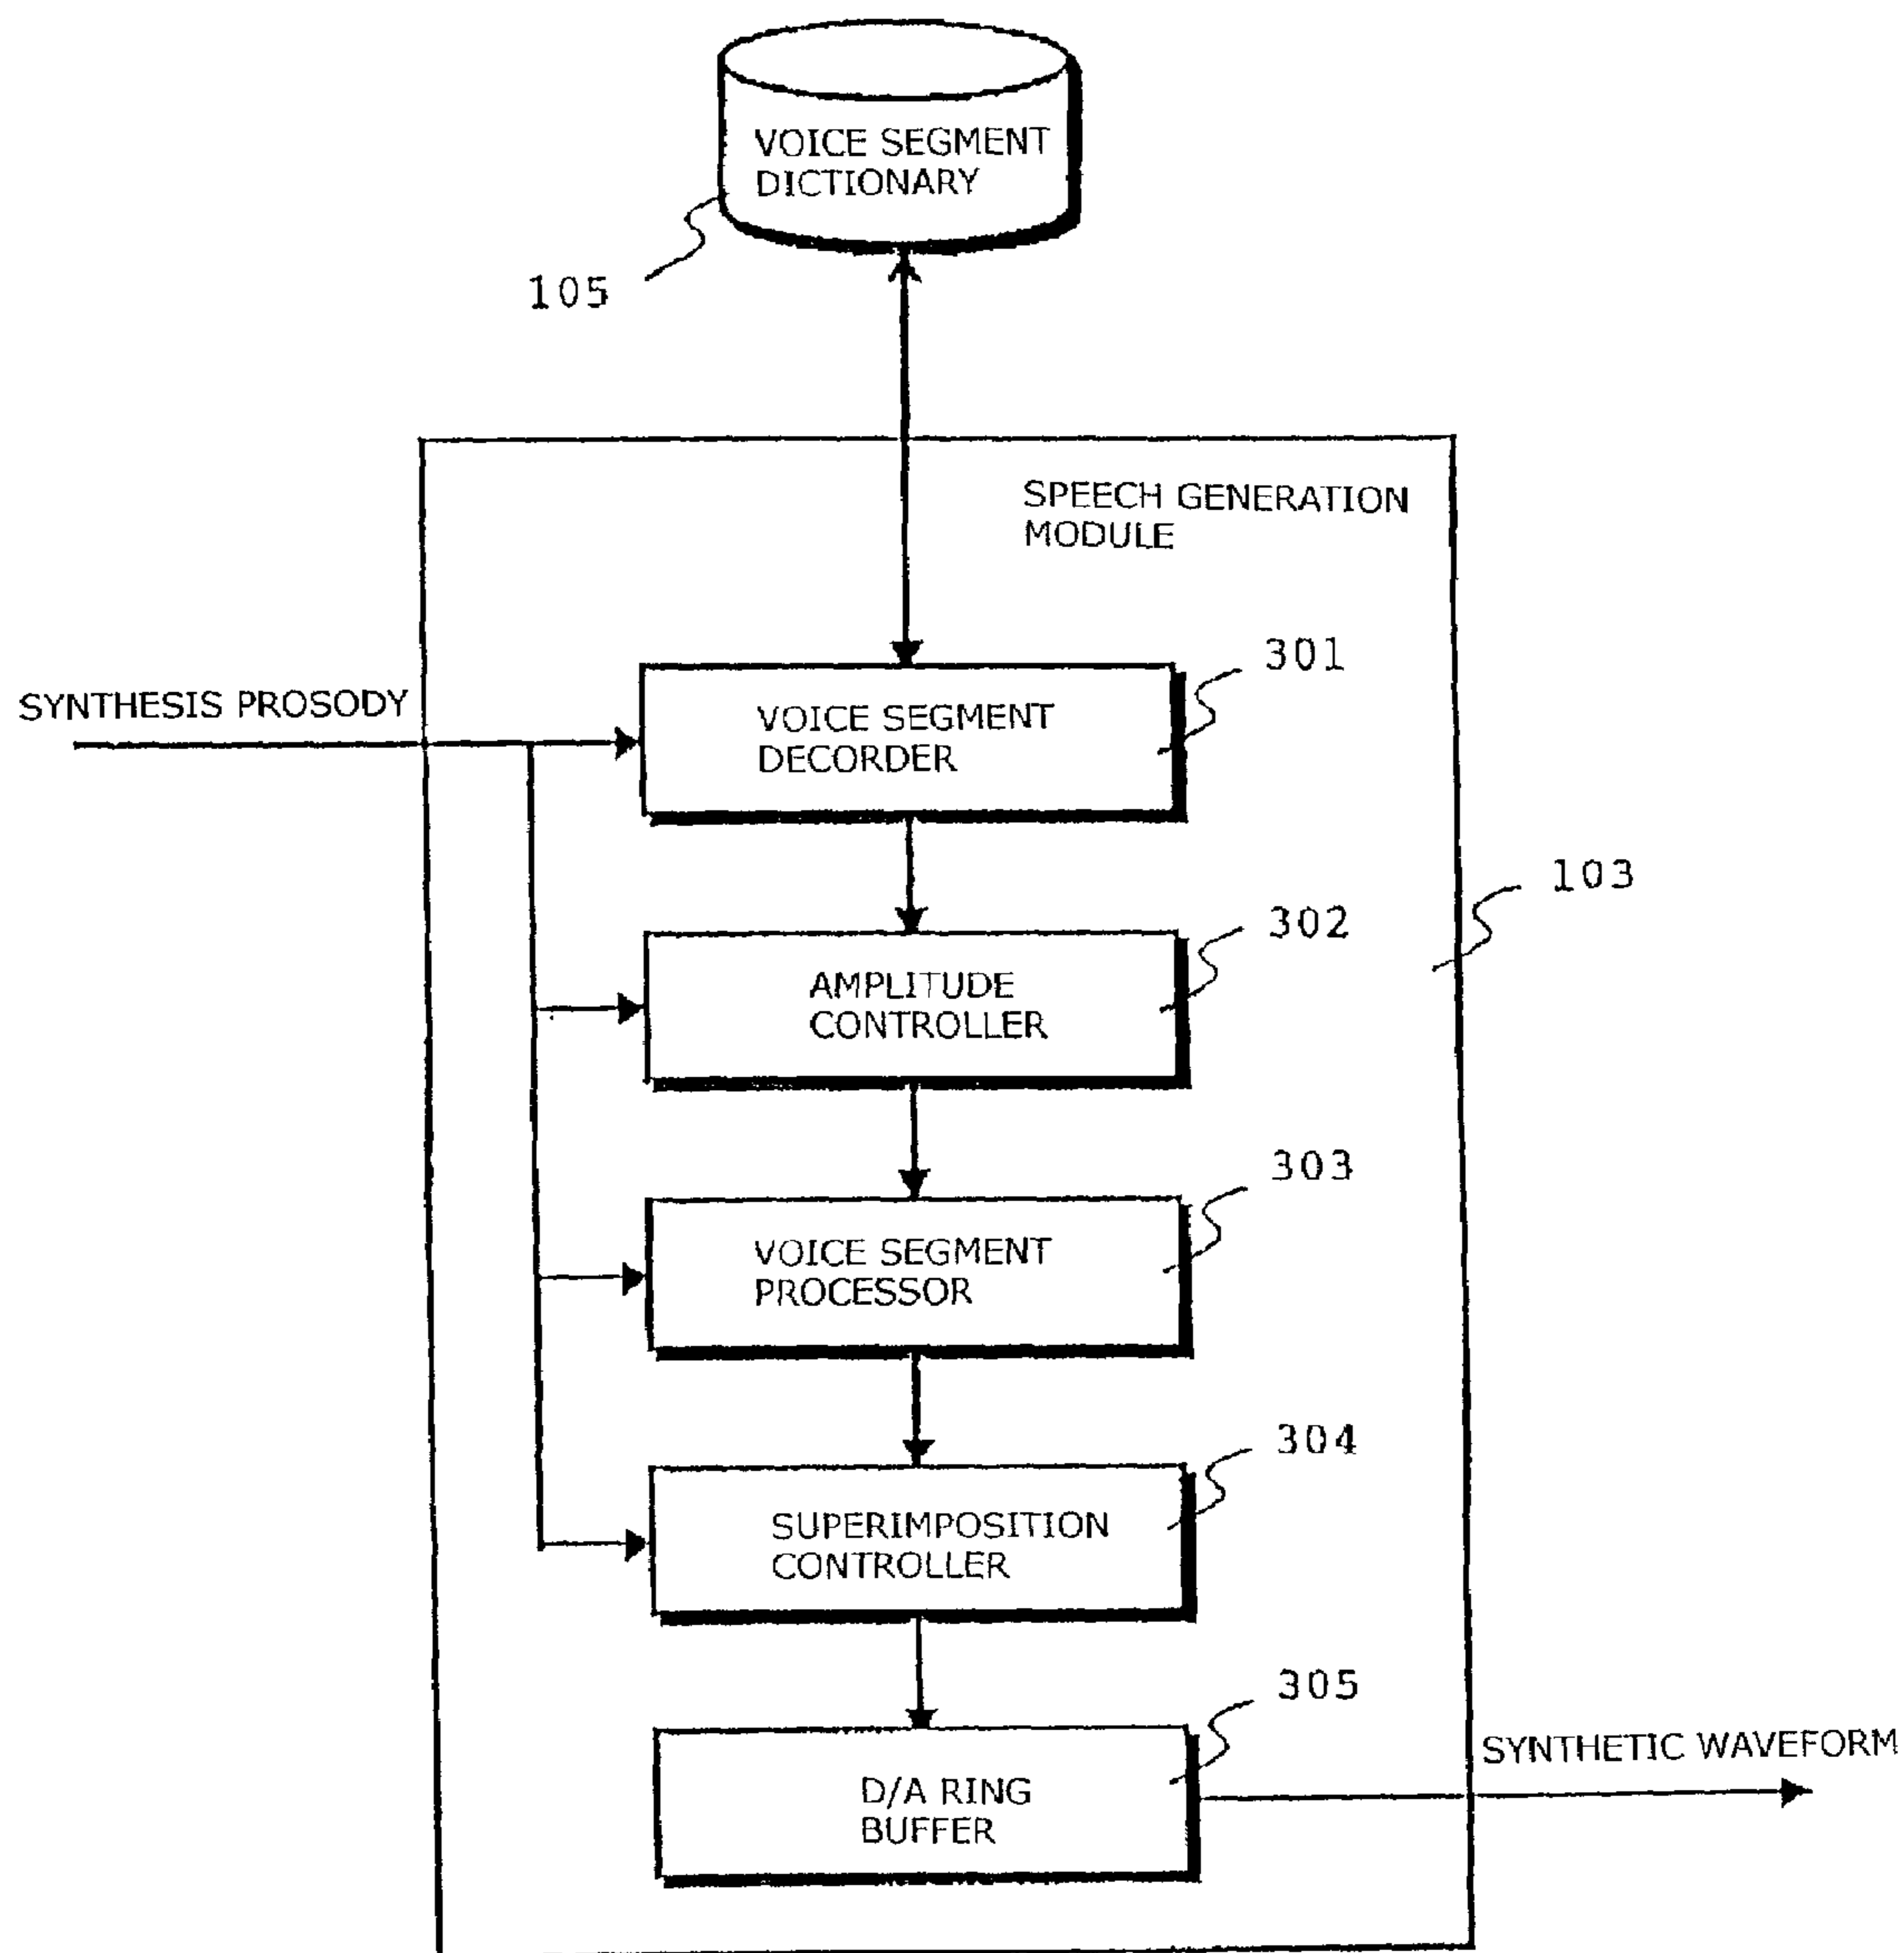 VOICE SEGMENT
DICTIONARY
105
SPEECH GENERATION
MODULE
SYNTHESIS PROSODY
301
VOICE SEGMENT
DECORDER
103
302
AMPLITUDE
CONTROLLER
303
VOICE SEGMENT
PROCESSOR
304
SUPERIMPOSITION
CONTROLLER
305
SYNTHETIC WAVEFORM
D/A RING
BUFFER